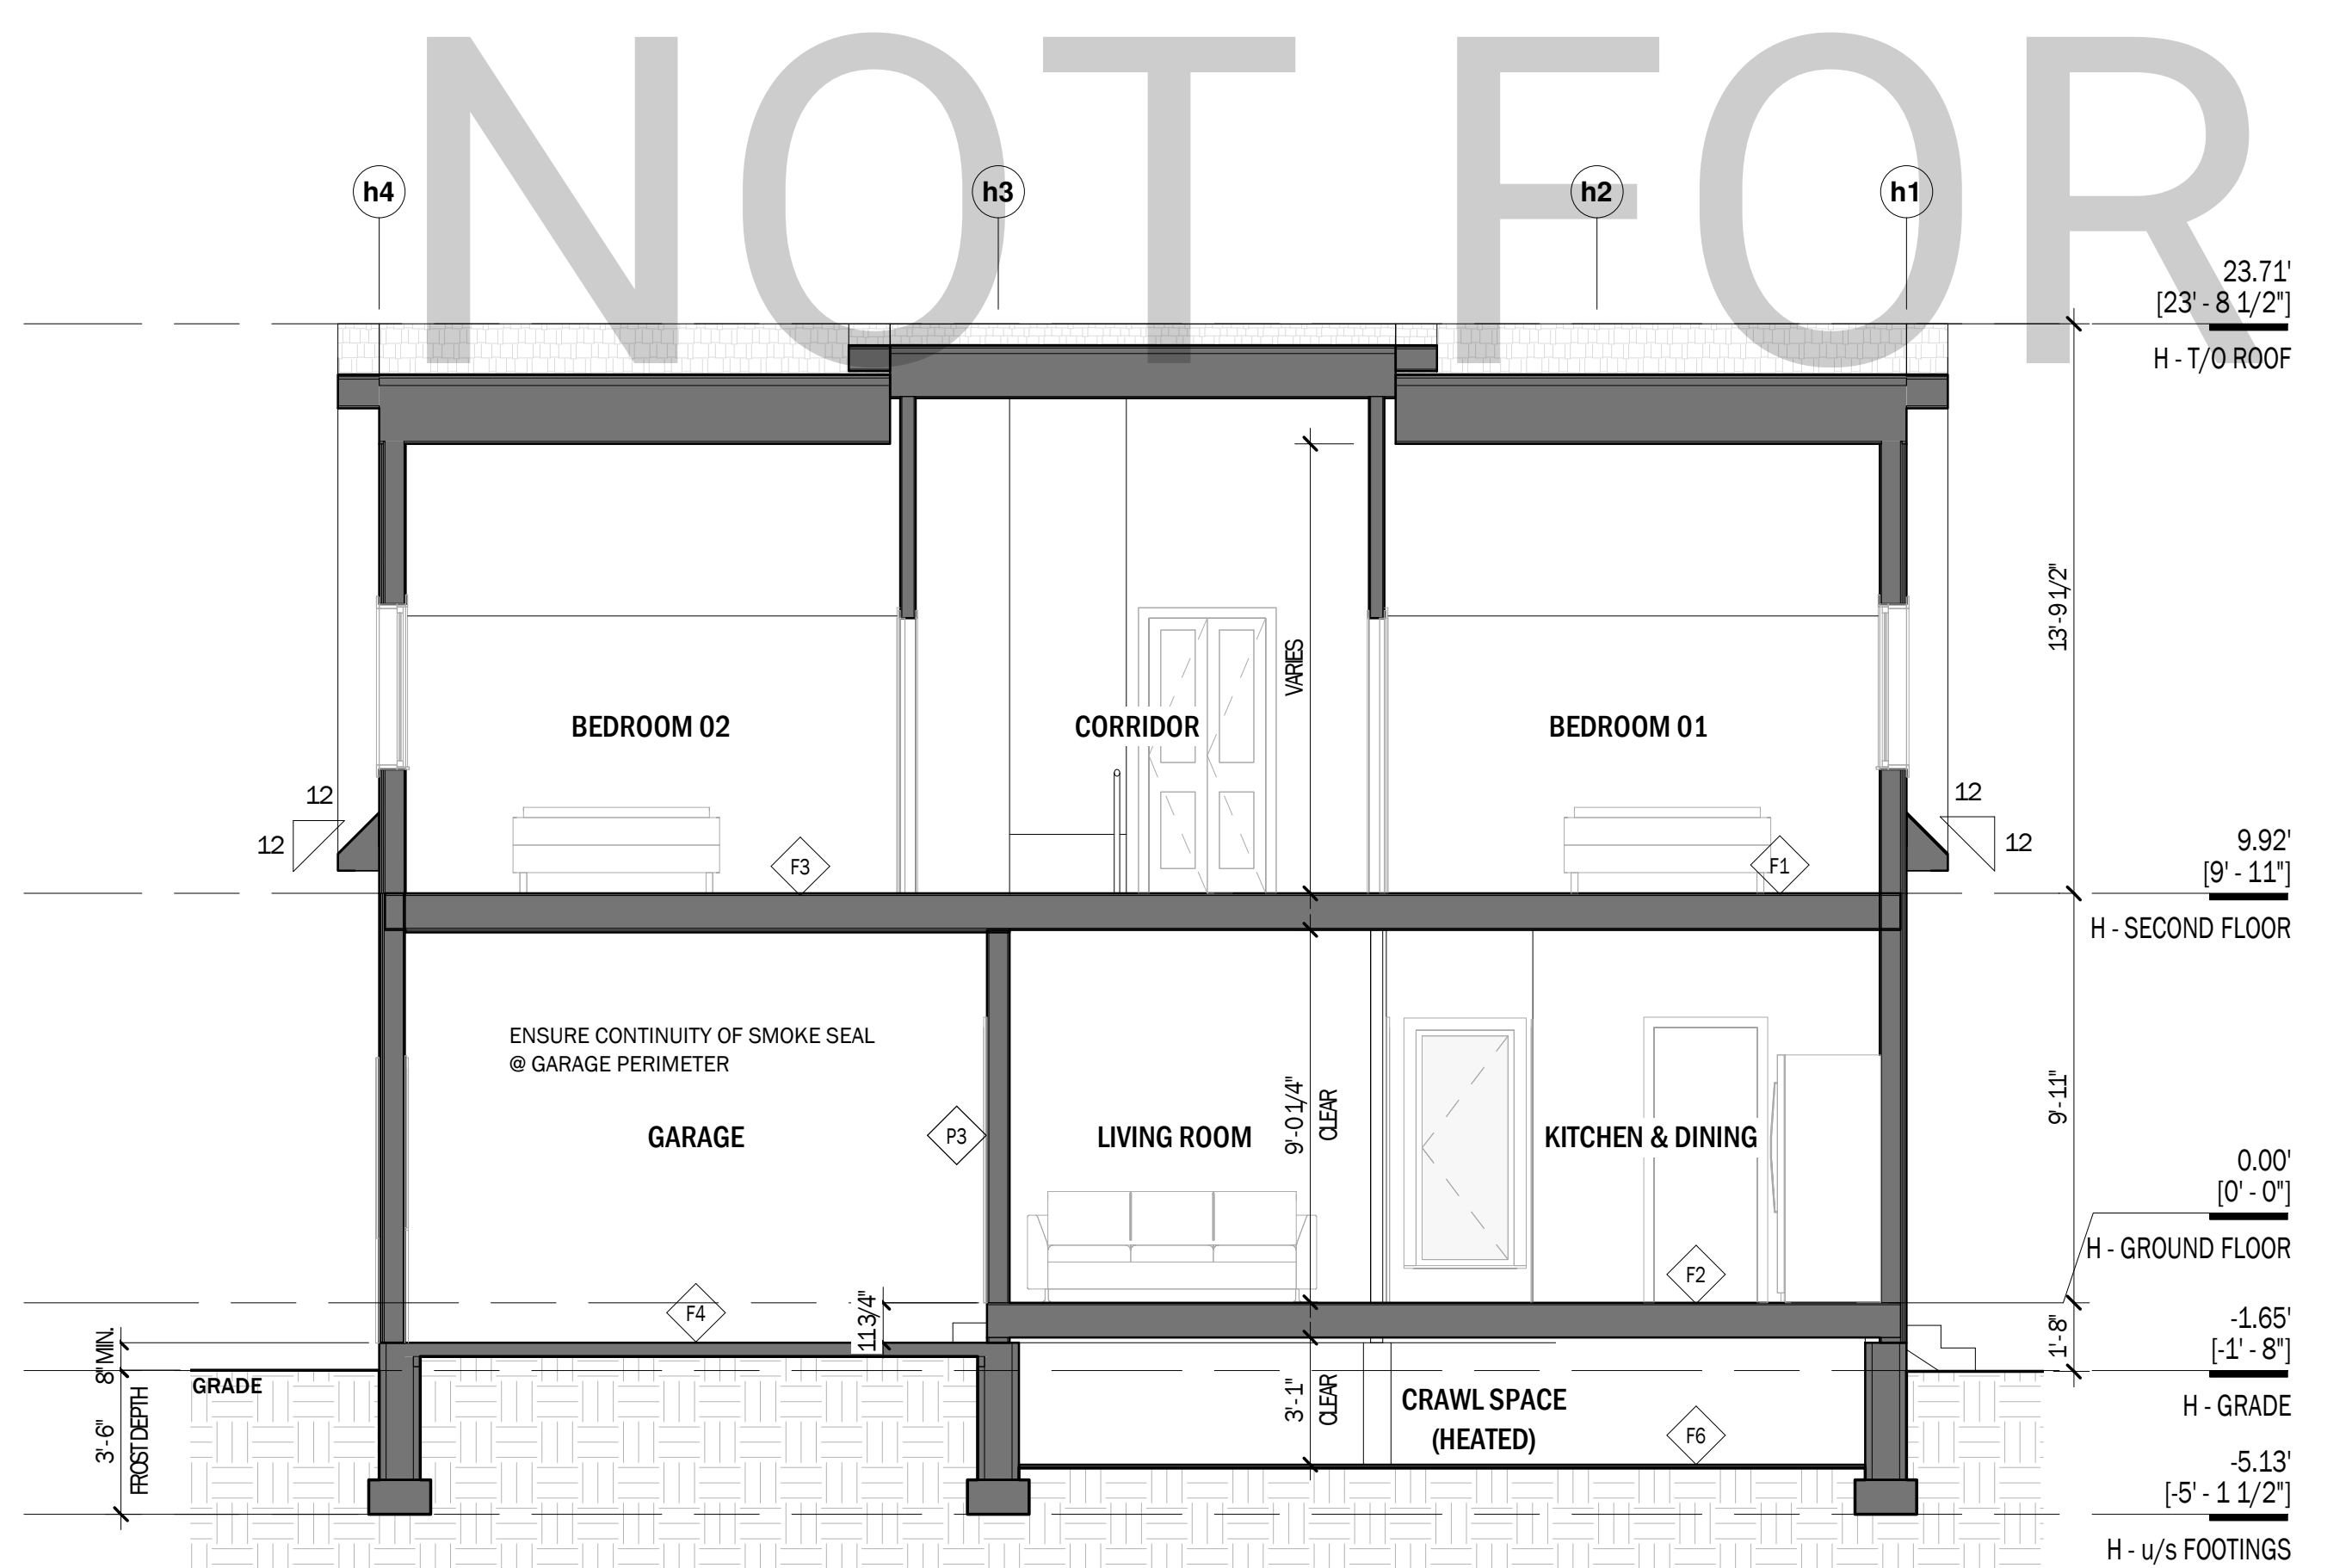 NOT FOR
h4
h3
h2
h1
23.71'
[23' - 8 1/2"]
H - T/O ROOF
13'-9 1/2"
VARIES
BEDROOM 02
CORRIDOR
BEDROOM 01
12
12
12
12
F3
F1
9.92'
[9' - 11"]
H - SECOND FLOOR
ENSURE CONTINUITY OF SMOKE SEAL
@ GARAGE PERIMETER
GARAGE
P3
LIVING ROOM
9'-0 1/4"
CLEAR
KITCHEN & DINING
9'-11"
0.00'
[0' - 0"]
H - GROUND FLOOR
F4
F2
11 3/4"
8" MIN.
1'-8"
-1.65'
[-1' - 8"]
H - GRADE
GRADE
3'-6"
FROST DEPTH
3'-1"
CLEAR
CRAWL SPACE
(HEATED)
F6
-5.13'
[-5' - 1 1/2"]
H - u/s FOOTINGS